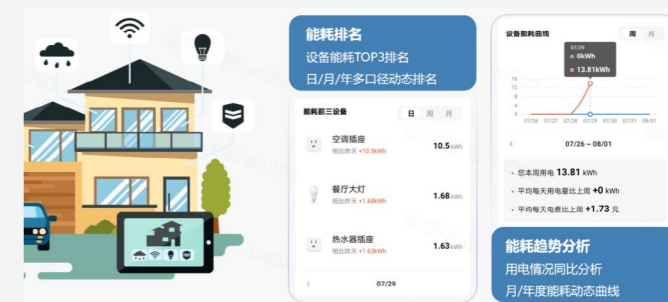 能耗排名
设备能耗TOP3排名
日/月/年多口径动态排名
能耗前三设备
日 周 月
空调插座
相比昨天 +10.5kWh
10.5 kWh
餐厅大灯
相比昨天 +1.68kWh
1.68 kWh
热水器插座
相比昨天 +1.63kWh
1.63 kWh
< 07/29
设备能耗曲线
周 月
07/29
0kWh
13.81kWh
16
12
8
4
0
07/26 07/27 07/28 07/29 07/30 07/31 08/01
< 07/26 ~ 08/01
• 您本周用电 13.81 kWh
• 平均每天用电量比上周 +0 kWh
• 平均每天电费比上周 +1.73 元
能耗趋势分析
用电情况同比分析
月/年度能耗动态曲线